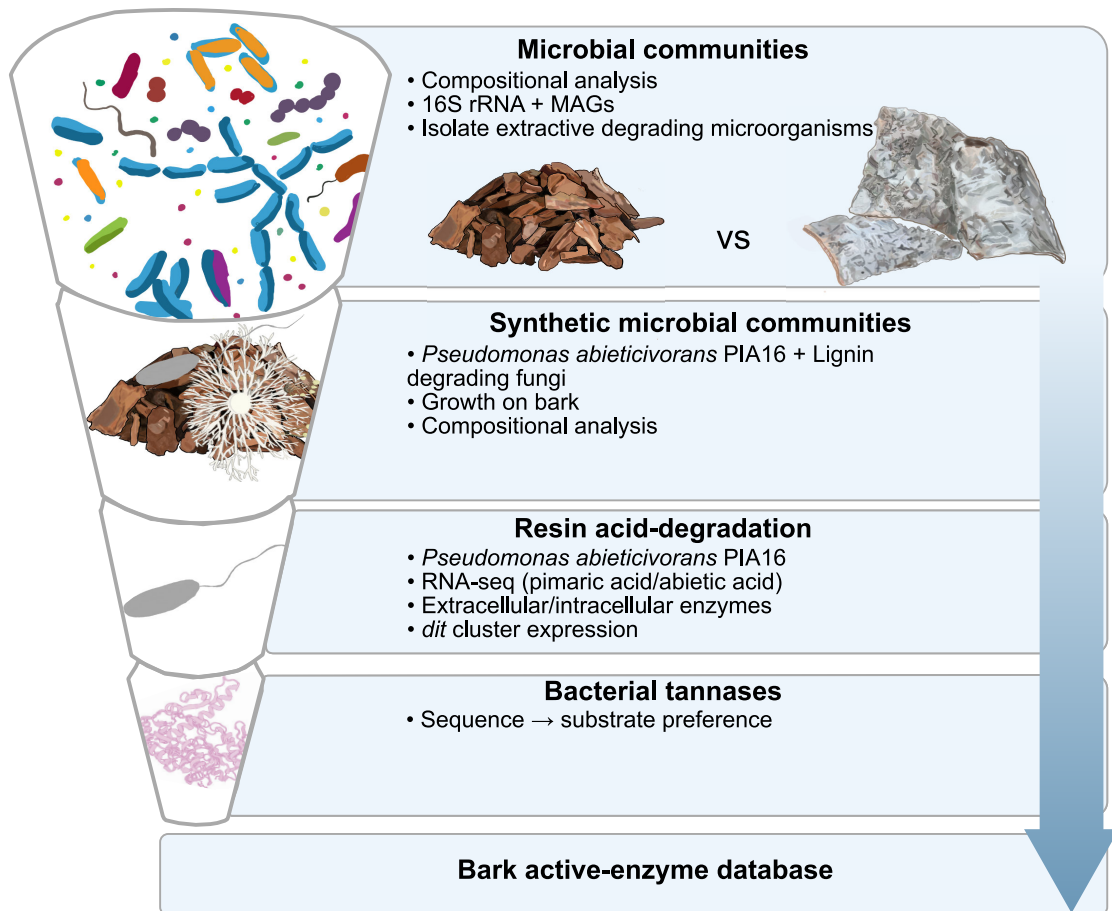 Microbial communities
• Compositional analysis
• 16S rRNA + MAGs
• Isolate extractive degrading microorganisms
vs
Synthetic microbial communities
• Pseudomonas abieticivorans PIA16 + Lignin
degrading fungi
• Growth on bark
• Compositional analysis
Resin acid-degradation
• Pseudomonas abieticivorans PIA16
• RNA-seq (pimaric acid/abietic acid)
• Extracellular/intracellular enzymes
• dit cluster expression
Bacterial tannases
• Sequence → substrate preference
Bark active-enzyme database